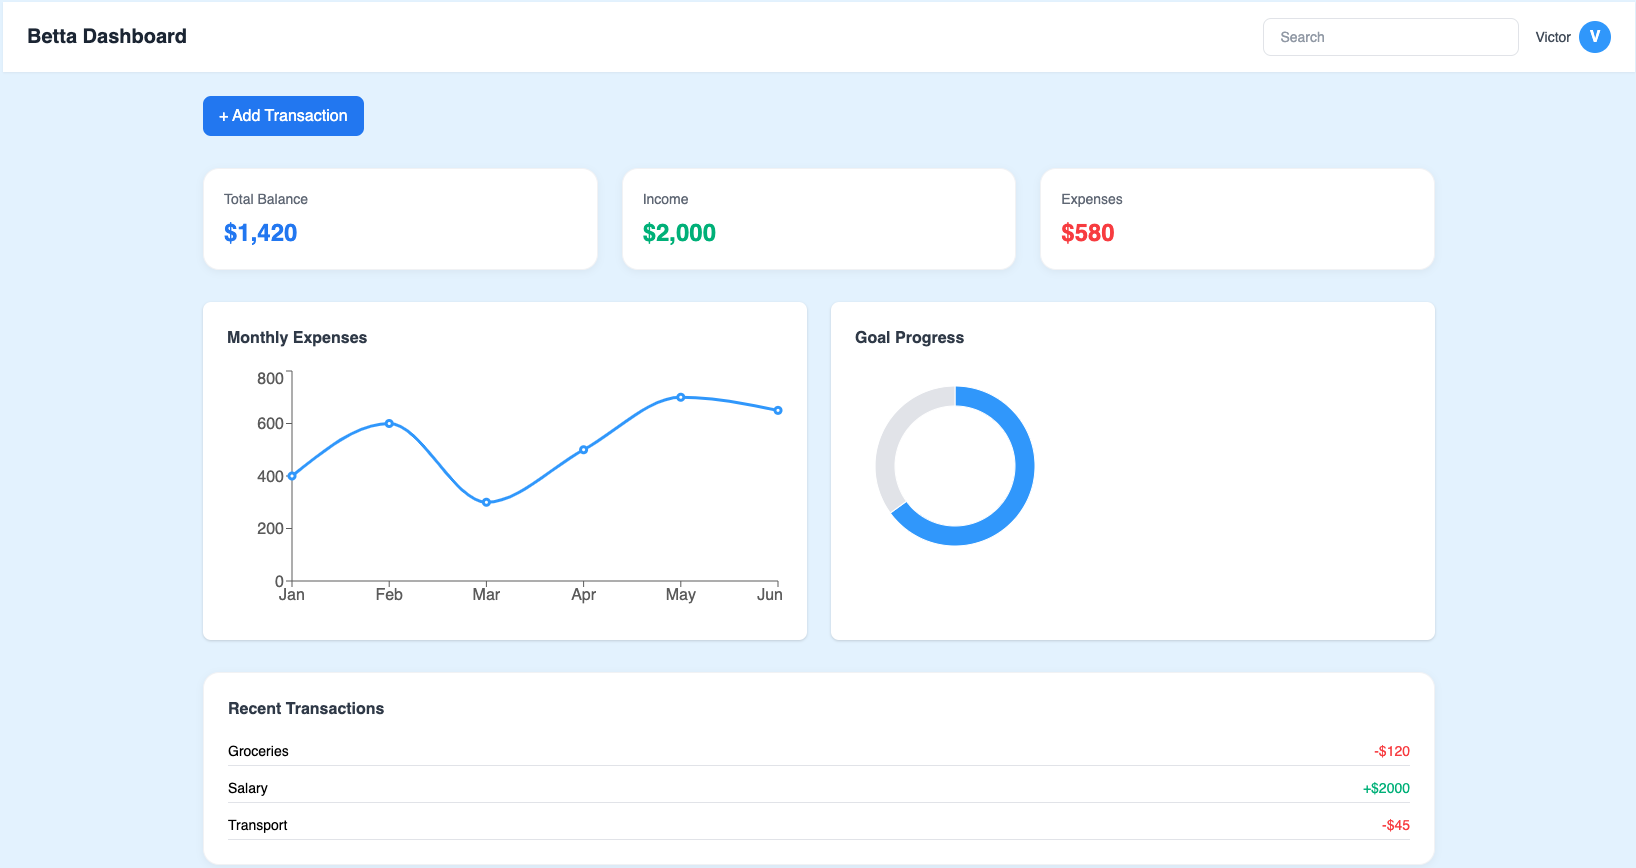 Betta Dashboard
Search
Victor
V
+ Add Transaction
Total Balance
$1,420
Income
$2,000
Expenses
$580
Monthly Expenses
800
600
400
200
0
Jan Feb Mar Apr May Jun
Goal Progress
Recent Transactions
Groceries -$120
Salary +$2000
Transport -$45